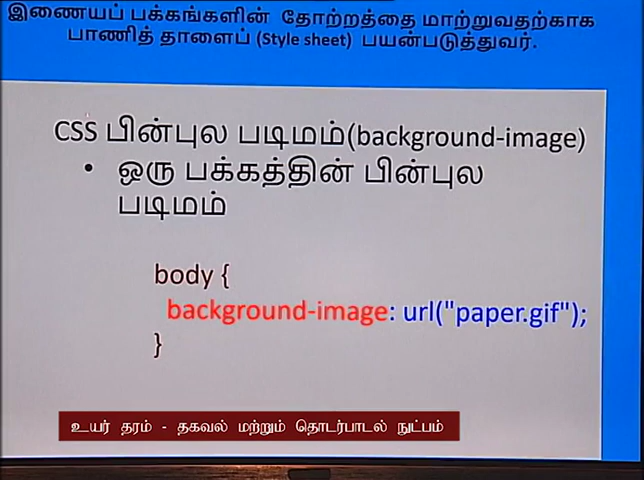 இணையப் பக்கங்களின் தோற்றத்தை மாற்றுவதற்காக
பாணித் தாளைப் (Style sheet) பயன்படுத்துவர்.
CSS பின்புல படிமம்(background-image)
• ஒரு பக்கத்தின் பின்புல
படிமம்
body {
background-image: url("paper.gif");
}
உயர் தரம் - தகவல் மற்றும் தொடர்பாடல் நுட்பம்